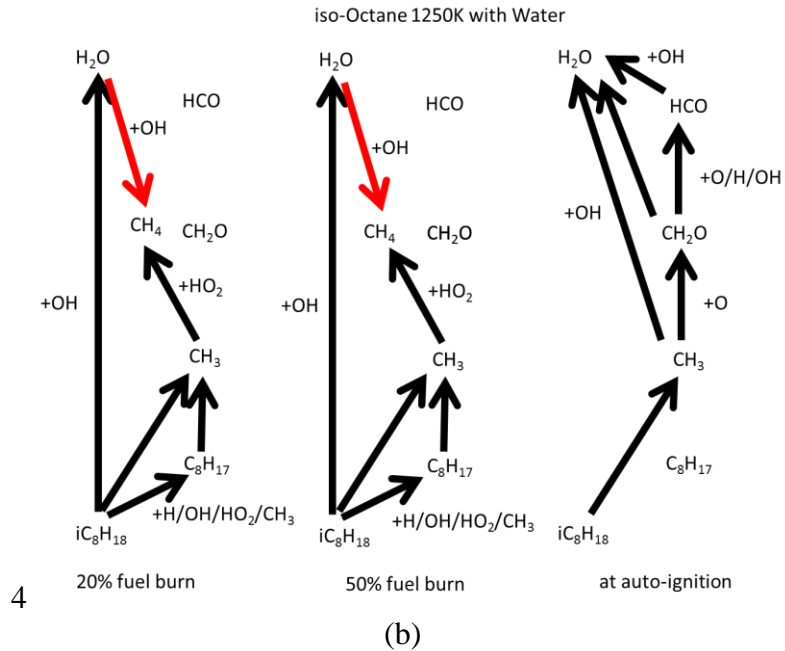 iso-Octane 1250K with Water
H₂O
HCO
+OH
CH₄
CH₂O
+HO₂
+OH
CH₃
C₈H₁₇
+H/OH/HO₂/CH₃
iC₈H₁₈
20% fuel burn
H₂O
HCO
+OH
CH₄
CH₂O
+HO₂
+OH
CH₃
C₈H₁₇
+H/OH/HO₂/CH₃
iC₈H₁₈
50% fuel burn
H₂O
+OH
HCO
+O/H/OH
+OH
CH₂O
+O
CH₃
C₈H₁₇
iC₈H₁₈
at auto-ignition
4
(b)